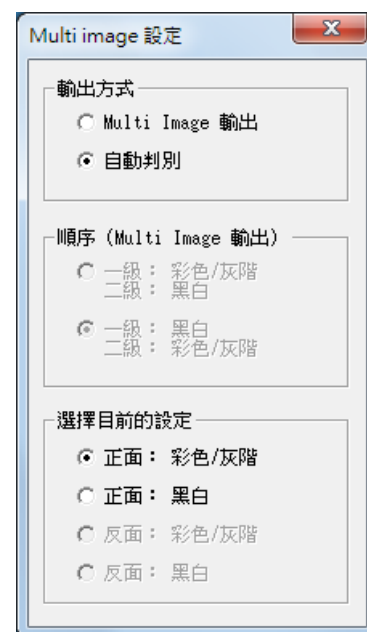 Multi image 設定
輸出方式
Multi Image 輸出
自動判別
順序 (Multi Image 輸出)
一級： 彩色/灰階
二級： 黑白
一級： 黑白
二級： 彩色/灰階
選擇目前的設定
正面： 彩色/灰階
正面： 黑白
反面： 彩色/灰階
反面： 黑白